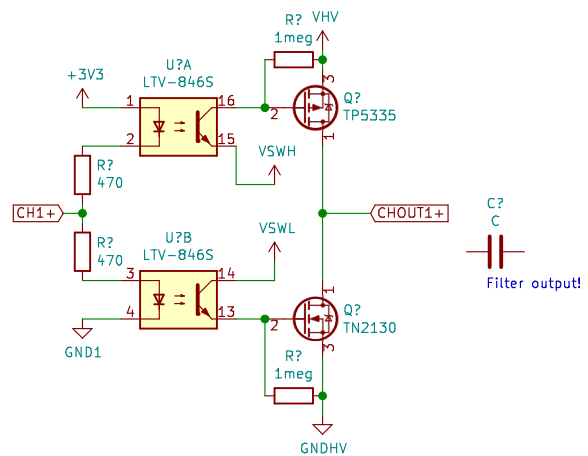 R?
1meg
VHV
U?A
LTV-846S
+3V3
1
2
16
15
2
3
Q?
TP5335
1
VSWH
R?
470
CH1+
CHOUT1+
C?
C
Filter output!
R?
470
U?B
LTV-846S
VSWL
3
4
14
13
1
2
Q?
TN2130
3
GND1
R?
1meg
GNDHV